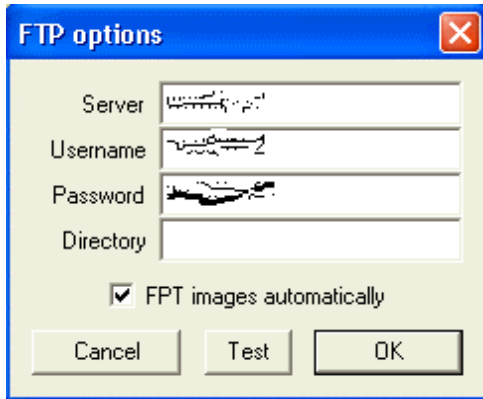 FTP options
Server
Username
Password
Directory
FPT images automatically
Cancel Test OK